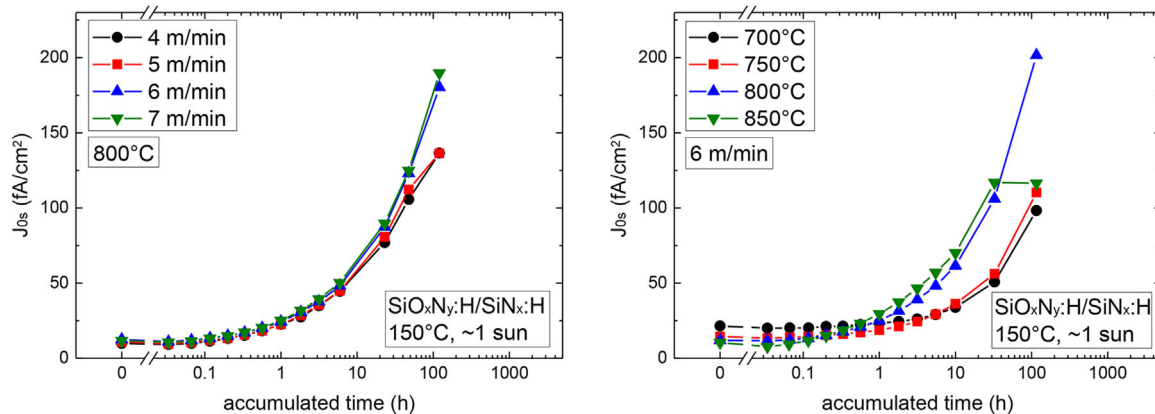 4 m/min
5 m/min
6 m/min
7 m/min
800°C
SiOxNy:H/SiNx:H
150°C, ~1 sun
J0s (fA/cm²)
200
150
100
50
0
0 0.1 1 10 100 1000
accumulated time (h)
700°C
750°C
800°C
850°C
6 m/min
SiOxNy:H/SiNx:H
150°C, ~1 sun
J0s (fA/cm²)
200
150
100
50
0
0 0.1 1 10 100 1000
accumulated time (h)